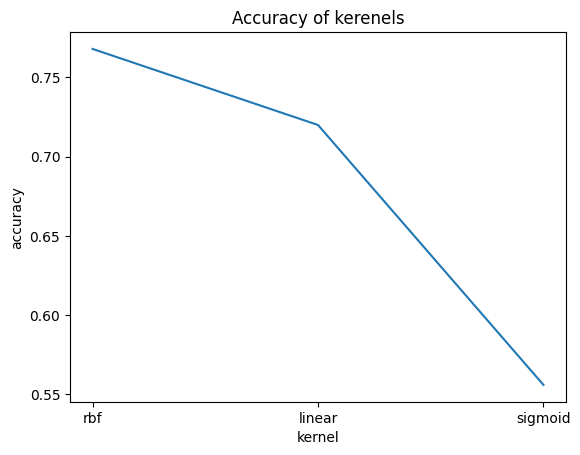 Accuracy of kerenels
accuracy
0.75
0.70
0.65
0.60
0.55
rbf
linear
sigmoid
kernel